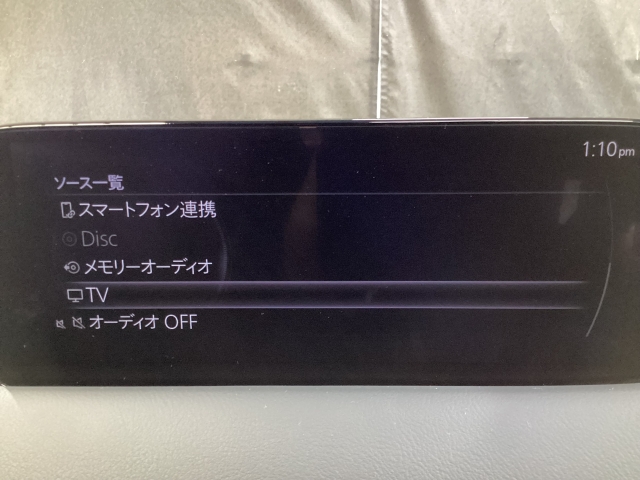 1:10pm
ソース一覧
スマートフォン連携
Disc
メモリーオーディオ
TV
オーディオ OFF